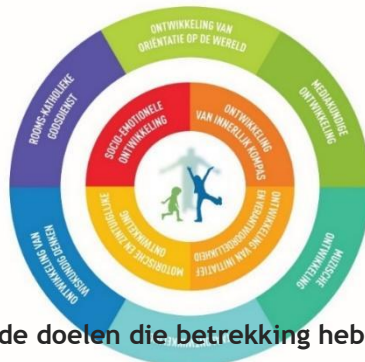 ONTWIKKELING VAN
ORIËNTATIE OP DE WERELD
MEDIAKUNDIGE
ONTWIKKELING
MUZISCHE
ONTWIKKELING
ONTWIKKELING VAN
WISKUNDIG DENKEN
ROOMS-KATHOLIEKE
GODSDIENST
SOCIO-EMOTIONELE
ONTWIKKELING
ONTWIKKELING
VAN INNERLIJK KOMPAS
ONTWIKKELING VAN INITIATIEF
EN VERANTWOORDELIJKHEID
MOTORISCHE EN ZINTUIGLIJKE
ONTWIKKELING
de doelen die betrekking heb